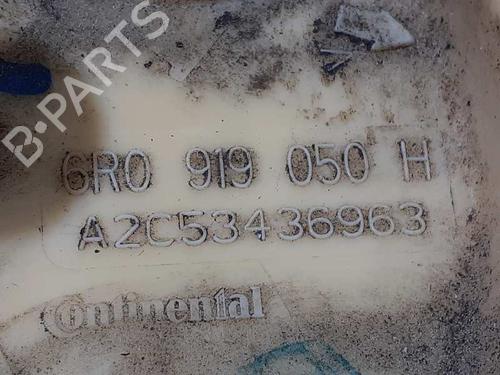 B-PARTS
6R0 919 050 H
A2C53436963
Continental